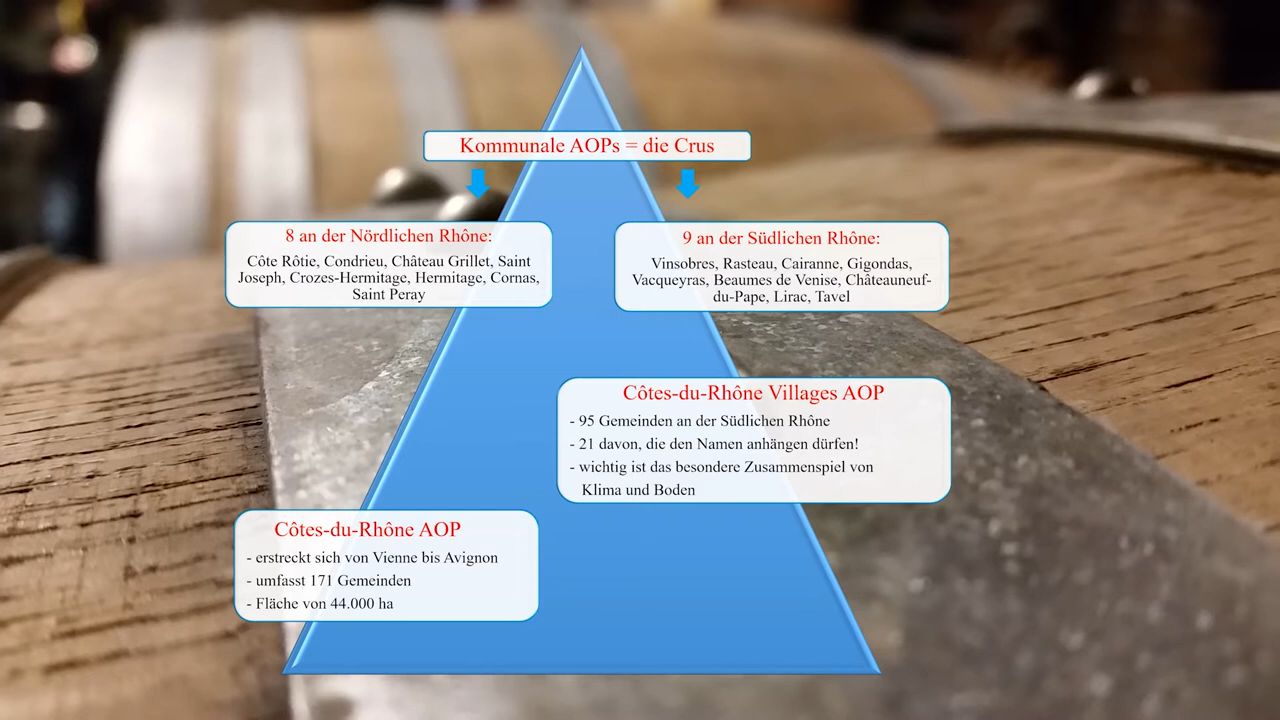 Kommunale AOPs = die Crus
8 an der Nördlichen Rhône:
Côte Rôtie, Condrieu, Château Grillet, Saint
Joseph, Crozes-Hermitage, Hermitage, Cornas,
Saint Peray
9 an der Südlichen Rhône:
Vinsobres, Rasteau, Cairanne, Gigondas,
Vacqueyras, Beaumes de Venise, Châteauneuf-
du-Pape, Lirac, Tavel
Côtes-du-Rhône Villages AOP
- 95 Gemeinden an der Südlichen Rhône
- 21 davon, die den Namen anhängen dürfen!
- wichtig ist das besondere Zusammenspiel von
Klima und Boden
Côtes-du-Rhône AOP
- erstreckt sich von Vienne bis Avignon
- umfasst 171 Gemeinden
- Fläche von 44.000 ha